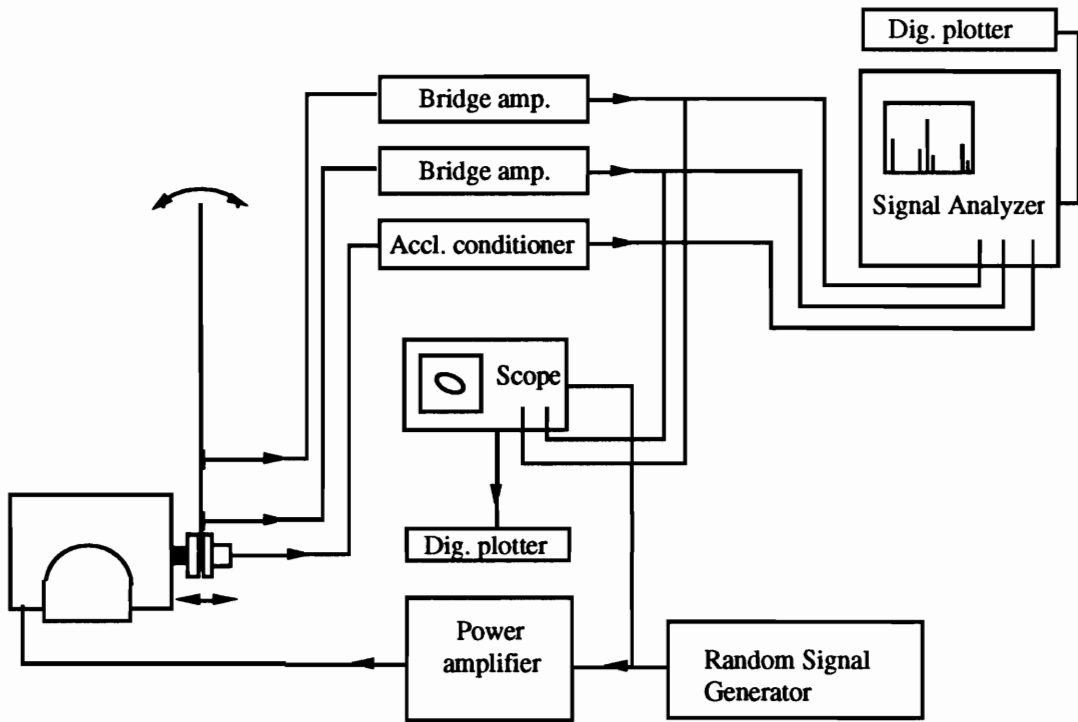 Dig. plotter
Bridge amp.
Bridge amp.
Signal Analyzer
Accl. conditioner
Scope
Dig. plotter
Power
amplifier
Random Signal
Generator